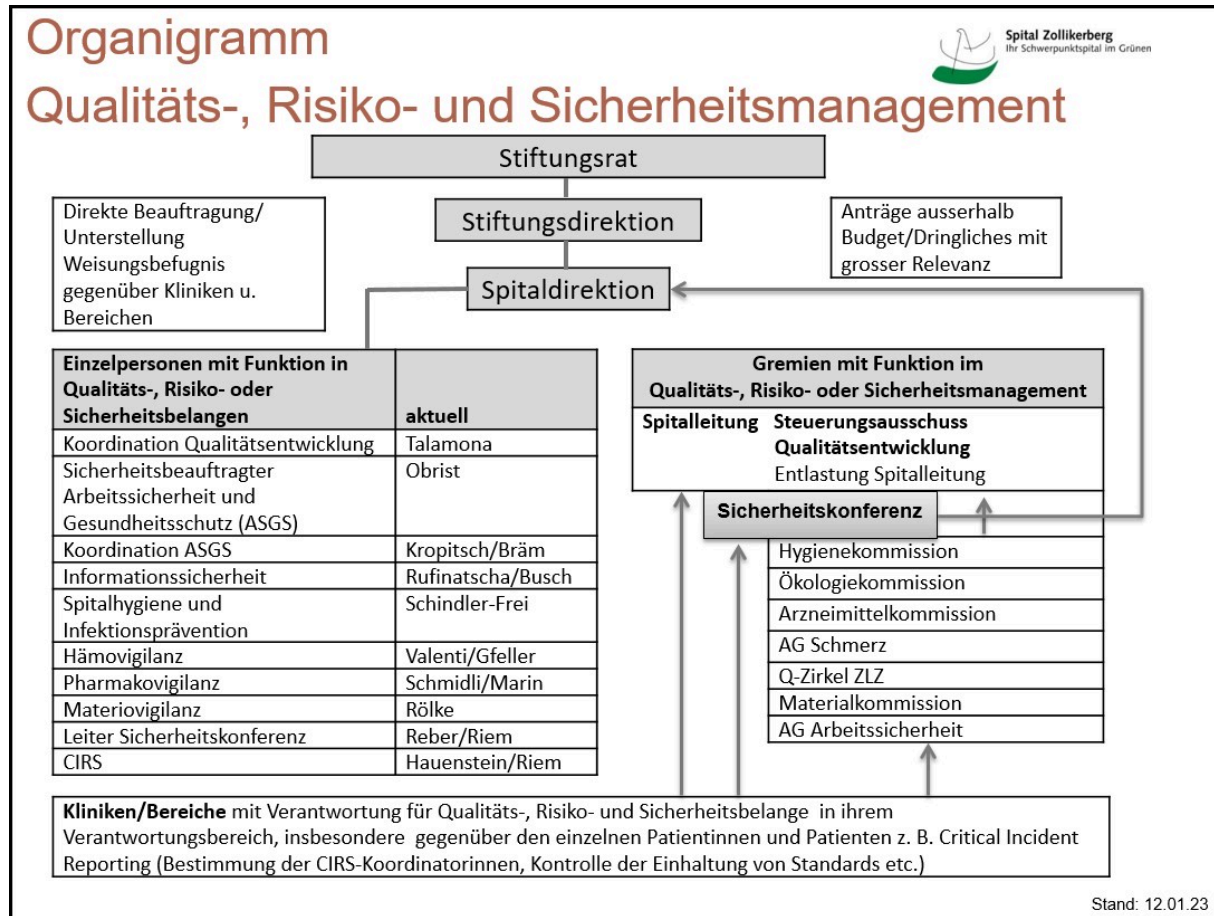 Organigramm
Qualitäts-, Risiko- und Sicherheitsmanagement
Spital Zollikerberg
Ihr Schwerpunktspital im Grünen
Stiftungsrat
Stiftungsdirektion
Spitaldirektion
Direkte Beauftragung/
Unterstellung
Weisungsbefugnis
gegenüber Kliniken u.
Bereichen
Anträge ausserhalb
Budget/Dringliches mit
grosser Relevanz
Einzelpersonen mit Funktion in
Qualitäts-, Risiko- oder
Sicherheitsbelangen aktuell
Koordination Qualitätsentwicklung Talamona
Sicherheitsbeauftragter Obrist
Arbeitssicherheit und
Gesundheitsschutz (ASGS)
Koordination ASGS Kropitsch/Bräm
Informationssicherheit Rufinatscha/Busch
Spitalhygiene und Schindler-Frei
Infektionsprävention
Hämovigilanz Valenti/Gfeller
Pharmakovigilanz Schmidli/Marin
Materiovigilanz Rölke
Leiter Sicherheitskonferenz Reber/Riem
CIRS Hauenstein/Riem
Gremien mit Funktion im
Qualitäts-, Risiko- oder Sicherheitsmanagement
Spitalleitung Steuerungsausschuss
Qualitätsentwicklung
Entlastung Spitalleitung
Sicherheitskonferenz
Hygienekommission
Ökologiekommission
Arzneimittelkommission
AG Schmerz
Q-Zirkel ZLZ
Materialkommission
AG Arbeitssicherheit
Kliniken/Bereiche mit Verantwortung für Qualitäts-, Risiko- und Sicherheitsbelange in ihrem
Verantwortungsbereich, insbesondere gegenüber den einzelnen Patientinnen und Patienten z. B. Critical Incident
Reporting (Bestimmung der CIRS-Koordinatorinnen, Kontrolle der Einhaltung von Standards etc.)
Stand: 12.01.23